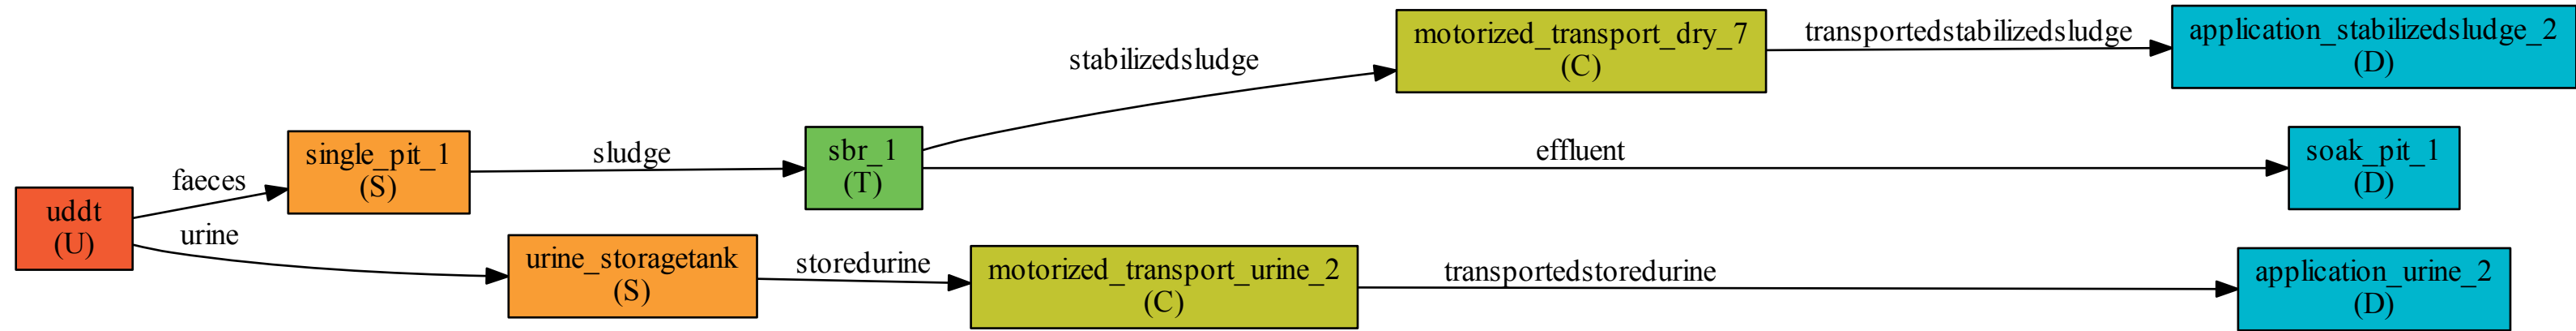 motorized_transport_dry_7
(C)
transportedstabilizedsludge
application_stabilizedsludge_2
(D)
stabilizedsludge
single_pit_1
(S)
sludge
sbr_1
(T)
effluent
soak_pit_1
(D)
faeces
uddt
(U)
urine
urine_storagetank
(S)
storedurine
motorized_transport_urine_2
(C)
transportedstoredurine
application_urine_2
(D)